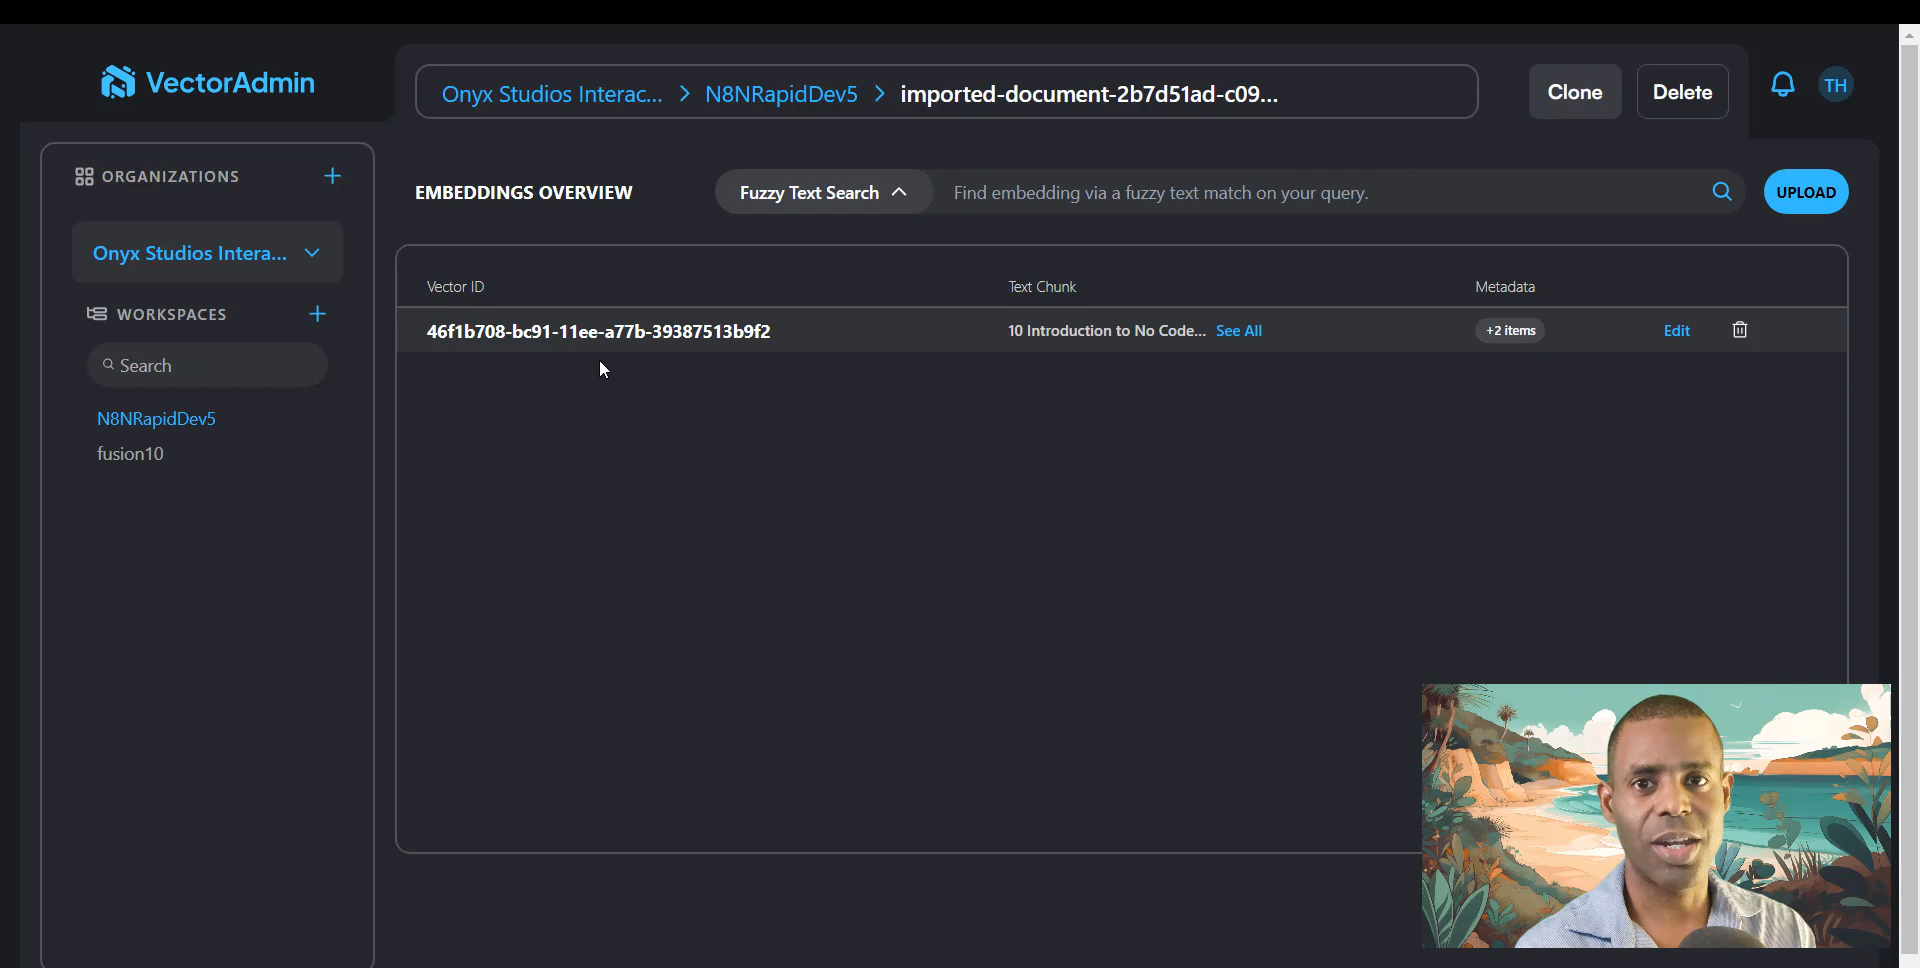 VectorAdmin
Onyx Studios Interac... > N8NRapidDev5 > imported-document-2b7d51ad-c09...
Clone
Delete
TH
ORGANIZATIONS
Onyx Studios Intera...
WORKSPACES
Search
N8NRapidDev5
fusion10
EMBEDDINGS OVERVIEW
Fuzzy Text Search
Find embedding via a fuzzy text match on your query.
UPLOAD
Vector ID Text Chunk Metadata
46f1b708-bc91-11ee-a77b-39387513b9f2 10 Introduction to No Code... See All +2 items Edit